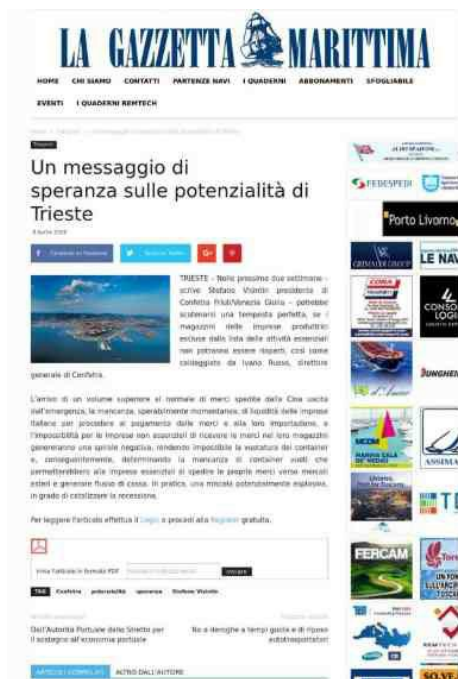 LA GAZZETTA MARITTIMA
HOME CHI SIAMO CONTATTI PARTENZE NAVI I QUADERNI ABBONAMENTI SFOGLIABILE
EVENTI I QUADERNI REMTECH
Un messaggio di
speranza sulle potenzialità di
Trieste
TRIESTE - Nelle prossime due settimane -
scrive Stefano Visintin presidente di
Confetra Friuli Venezia Giulia - potrebbe
scatenarsi una tempesta perfetta, se i
magazzini delle imprese produttrici
escluse dalla lista delle attività essenziali
non potranno essere riaperti, così come
caldeggiato da Ivano Russo, direttore
generale di Confetra.
L'arrivo di un volume superiore al normale di merci spedite dalla Cina uscita
dall'emergenza, la mancanza, sperabilmente momentanea, di liquidità delle imprese
italiane per procedere al pagamento delle merci e alla loro importazione, e
l'impossibilità per le imprese non essenziali di ricevere le merci nei loro magazzini
genereranno una spirale negativa, rendendo impossibile la vuotatura dei container
e, conseguentemente, determinando la mancanza di container vuoti che
permetterebbero alle imprese essenziali di spedire le proprie merci verso mercati
esteri e generare flusso di cassa. In pratica, una miscela potenzialmente esplosiva,
in grado di catalizzare la recessione.
Per leggere l'articolo effettua il Login o procedi alla Register gratuita.
Invia l'articolo in formato PDF
TAG Confetra potenzialità speranza Stefano Visintin
Dall'Autorità Portuale dello Stretto per
il sostegno all'economia portuale
No a deroghe a tempi guida e di riposo
autotrasportatori
ARTICOLI CORRELATI ALTRO DALL'AUTORE
FEDESPEDI
Porto Livorno
GRIMALDI GROUP
LE NAVI
FERCAM